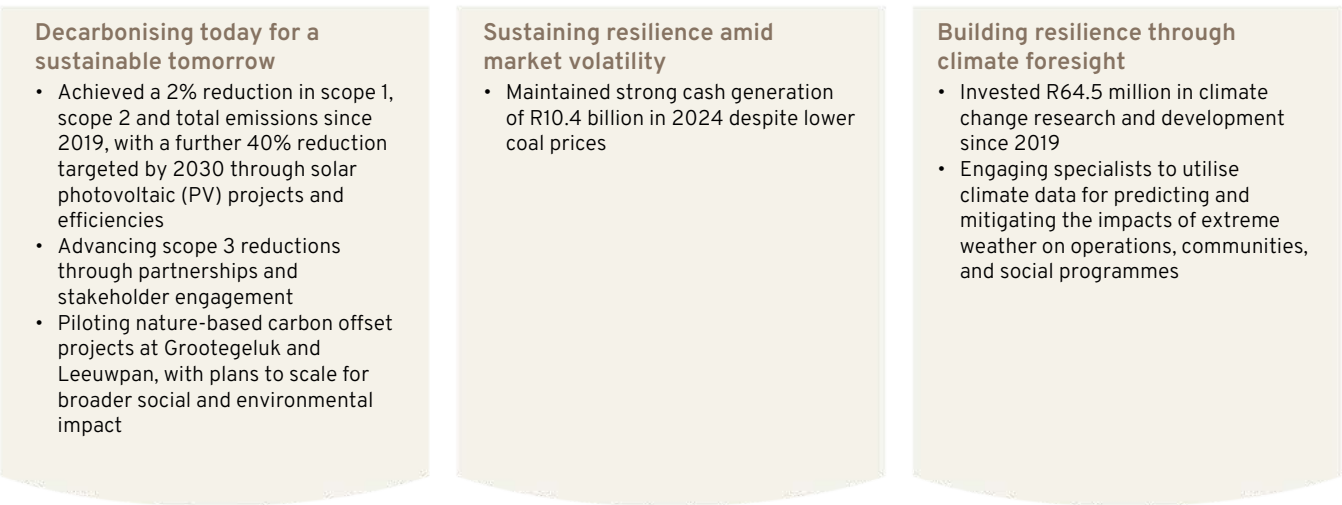 Decarbonising today for a
sustainable tomorrow
• Achieved a 2% reduction in scope 1,
scope 2 and total emissions since
2019, with a further 40% reduction
targeted by 2030 through solar
photovoltaic (PV) projects and
efficiencies
• Advancing scope 3 reductions
through partnerships and
stakeholder engagement
• Piloting nature-based carbon offset
projects at Grootegeluk and
Leeuwpan, with plans to scale for
broader social and environmental
impact
Sustaining resilience amid
market volatility
• Maintained strong cash generation
of R10.4 billion in 2024 despite lower
coal prices
Building resilience through
climate foresight
• Invested R64.5 million in climate
change research and development
since 2019
• Engaging specialists to utilise
climate data for predicting and
mitigating the impacts of extreme
weather on operations, communities,
and social programmes